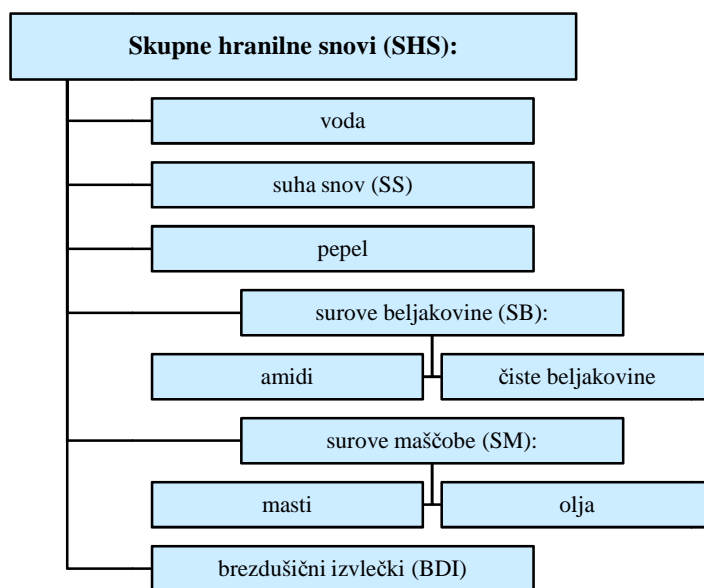 Skupne hranilne snovi (SHS):
voda
suha snov (SS)
pepel
surove beljakovine (SB):
amidi
čiste beljakovine
surove maščobe (SM):
masti
olja
brezdušični izvlečki (BDI)